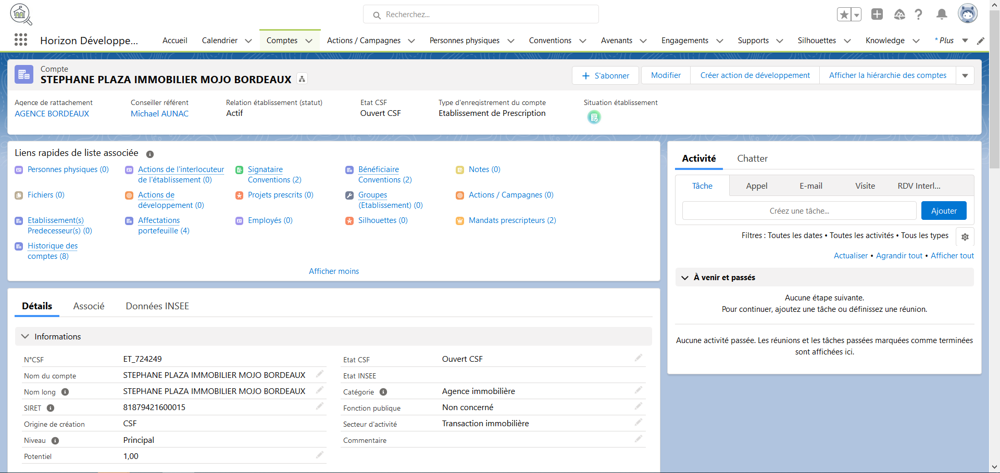 Recherchez...
Horizon Développe...
Accueil
Calendrier
Comptes
Actions / Campagnes
Personnes physiques
Conventions
Avenants
Engagements
Supports
Silhouettes
Knowledge
* Plus
Compte
STEPHANE PLAZA IMMOBILIER MOJO BORDEAUX
S'abonner
Modifier
Créer action de développement
Afficher la hiérarchie des comptes
Agence de rattachement
AGENCE BORDEAUX
Conseiller référent
Michael AUNAC
Relation établissement (statut)
Actif
Etat CSF
Ouvert CSF
Type d'enregistrement du compte
Etablissement de Prescription
Situation établissement
Liens rapides de liste associée
Personnes physiques (0)
Actions de l'interlocuteur
de l'établissement (0)
Signataire
Conventions (2)
Bénéficiaire
Conventions (2)
Notes (0)
Fichiers (0)
Actions de
développement (0)
Projets prescrits (0)
Groupes
(Etablissement) (0)
Actions / Campagnes (0)
Etablissement(s)
Predecesseur(s) (0)
Affectations
portefeuille (4)
Employés (0)
Silhouettes (0)
Mandats prescripteurs (2)
Historique des
comptes (8)
Afficher moins
Détails
Associé
Données INSEE
Informations
N°CSF
ET_724249
Nom du compte
STEPHANE PLAZA IMMOBILIER MOJO BORDEAUX
Nom long
STEPHANE PLAZA IMMOBILIER MOJO BORDEAUX
SIRET
81879421600015
Origine de création
CSF
Niveau
Principal
Potentiel
1,00
Etat CSF
Ouvert CSF
Etat INSEE
Catégorie
Agence immobilière
Fonction publique
Non concerné
Secteur d'activité
Transaction immobilière
Commentaire
Activité
Chatter
Tâche
Appel
E-mail
Visite
RDV Interl...
Créez une tâche...
Ajouter
Filtres : Toutes les dates • Toutes les activités • Tous les types
Actualiser • Agrandir tout • Afficher tout
À venir et passés
Aucune étape suivante.
Pour continuer, ajoutez une tâche ou définissez une réunion.
Aucune activité passée. Les réunions et les tâches passées marquées comme terminées
sont affichées ici.